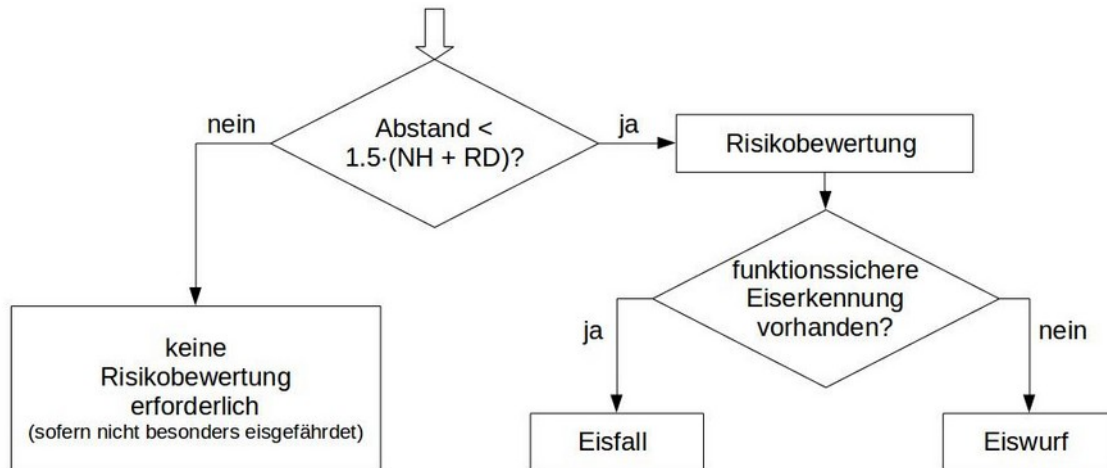 Abstand <
1.5·(NH + RD)?
nein
ja
Risikobewertung
funktionssichere
Eiserkennung
vorhanden?
ja
nein
keine
Risikobewertung
erforderlich
(sofern nicht besonders eisgefährdet)
Eisfall
Eiswurf